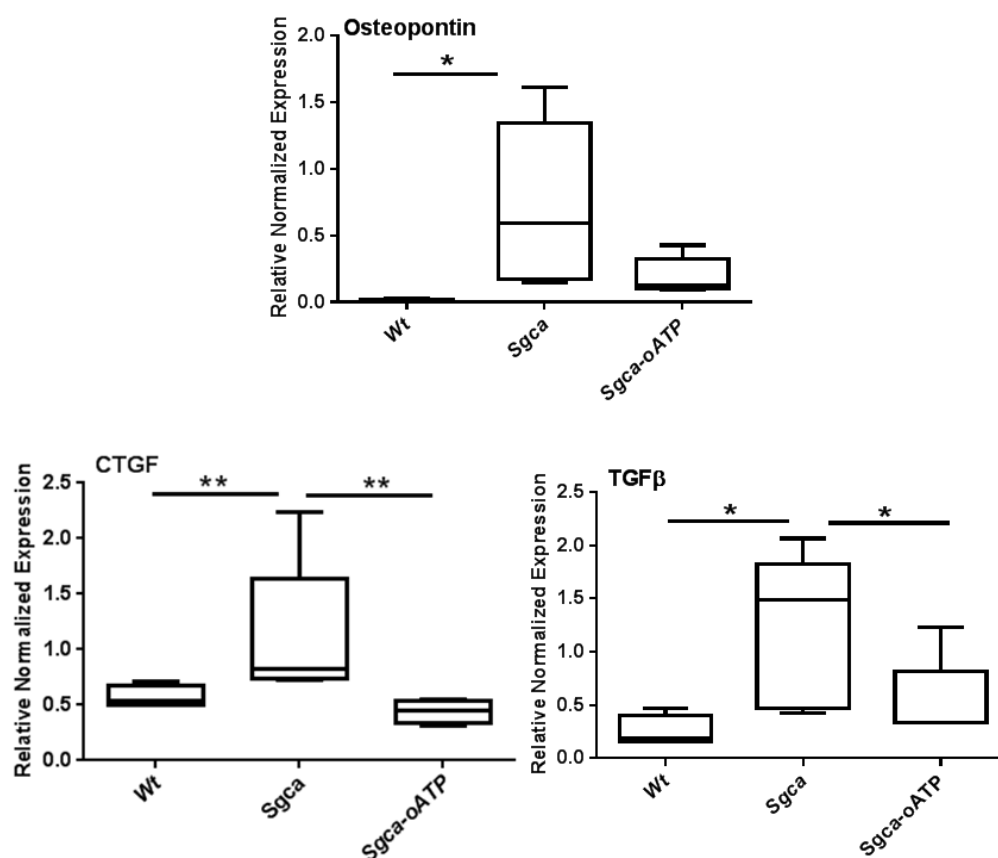 Osteopontin
Relative Normalized Expression
2.0
1.5
1.0
0.5
0.0
*
Wt
Sgca
Sgca-oATP
CTGF
Relative Normalized Expression
2.5
2.0
1.5
1.0
0.5
0.0
**
**
Wt
Sgca
Sgca-oATP
TGFβ
Relative Normalized Expression
2.5
2.0
1.5
1.0
0.5
0.0
*
*
Wt
Sgca
Sgca-oATP